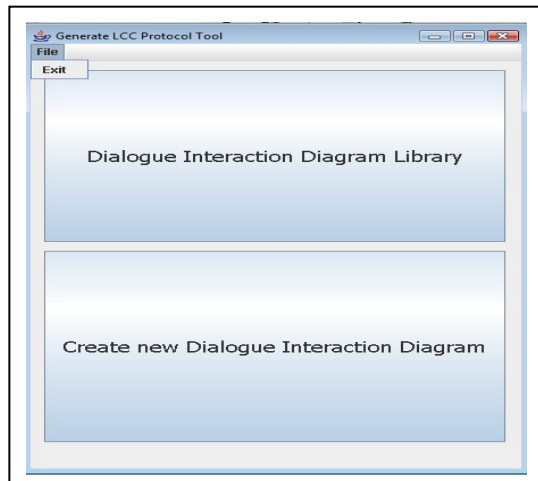 Generate LCC Protocol Tool
File
Exit
Dialogue Interaction Diagram Library
Create new Dialogue Interaction Diagram